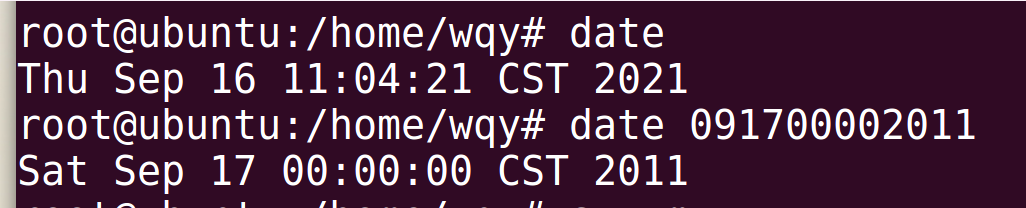 root@ubuntu:/home/wqy# date
Thu Sep 16 11:04:21 CST 2021
root@ubuntu:/home/wqy# date 091700002011
Sat Sep 17 00:00:00 CST 2011